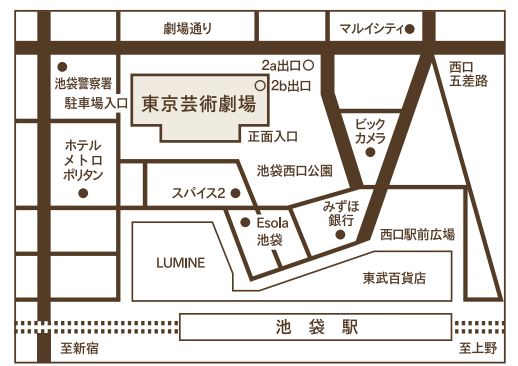 劇場通り
マルイシティ
2a出口
2b出口
西口
五差路
池袋警察署
駐車場入口
東京芸術劇場
正面入口
ビック
カメラ
ホテル
メトロ
ポリタン
池袋西口公園
スパイス2
みずほ
銀行
Esola
池袋
西口駅前広場
LUMINE
東武百貨店
池袋駅
至新宿
至上野